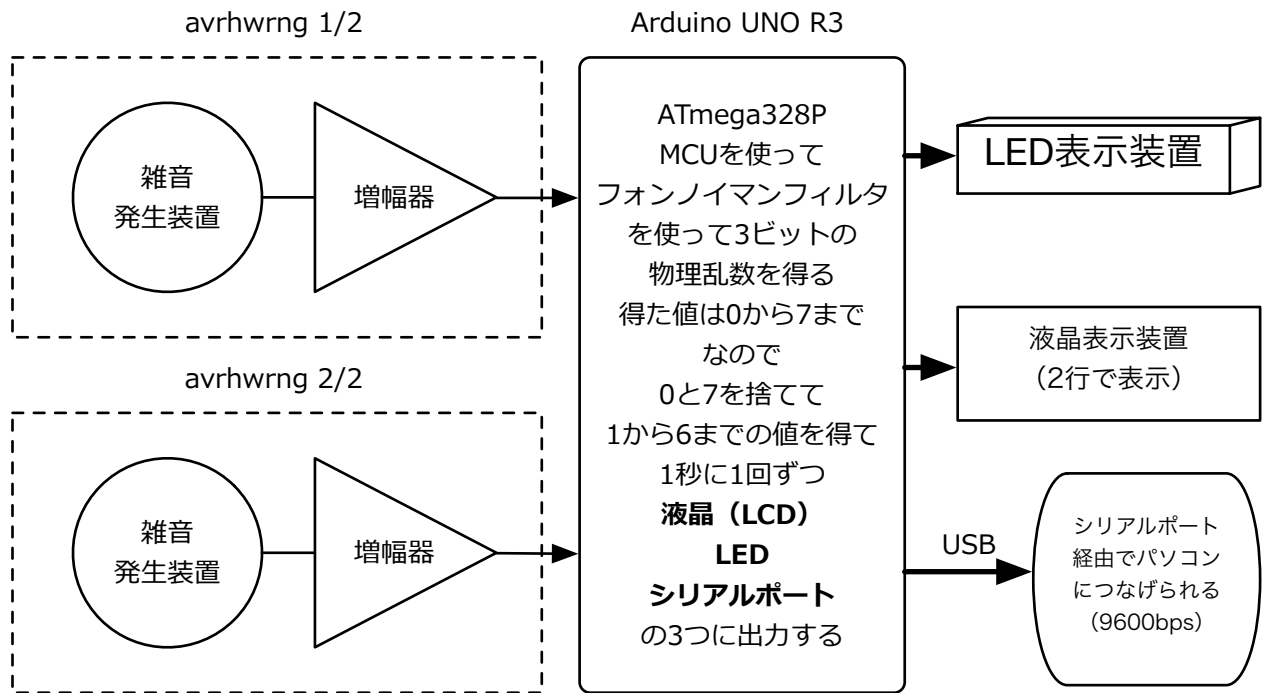 avrhwrng 1/2
雑音
発生装置
増幅器
avrhwrng 2/2
雑音
発生装置
増幅器
Arduino UNO R3
ATmega328P
MCUを使って
フォンノイマンフィルタ
を使って3ビットの
物理乱数を得る
得た値は0から7まで
なので
0と7を捨てて
1から6までの値を得て
1秒に1回ずつ
液晶（LCD）
LED
シリアルポート
の3つに出力する
LED表示装置
液晶表示装置
（2行で表示）
USB
シリアルポート
経由でパソコン
につなげられる
（9600bps）